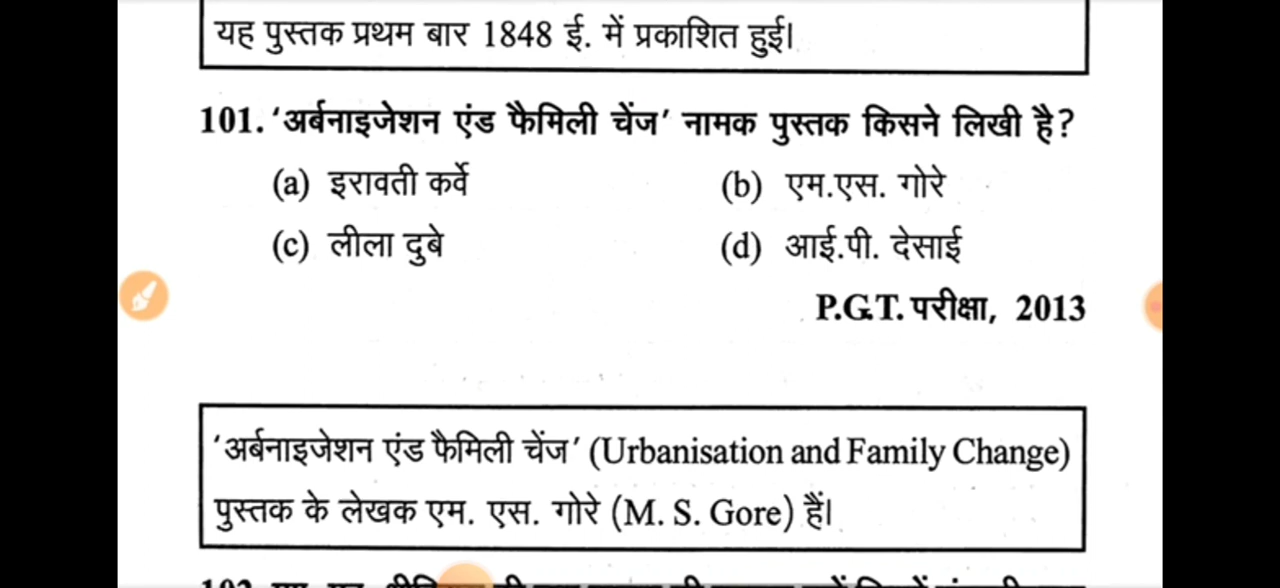 यह पुस्तक प्रथम बार 1848 ई. में प्रकाशित हुई।
101. ‘अर्बनाइजेशन एंड फैमिली चेंज’ नामक पुस्तक किसने लिखी है?
(a) इरावती कर्वे (b) एम.एस. गोरे
(c) लीला दुबे (d) आई.पी. देसाई
P.G.T. परीक्षा, 2013
‘अर्बनाइजेशन एंड फैमिली चेंज’ (Urbanisation and Family Change)
पुस्तक के लेखक एम. एस. गोरे (M. S. Gore) हैं।